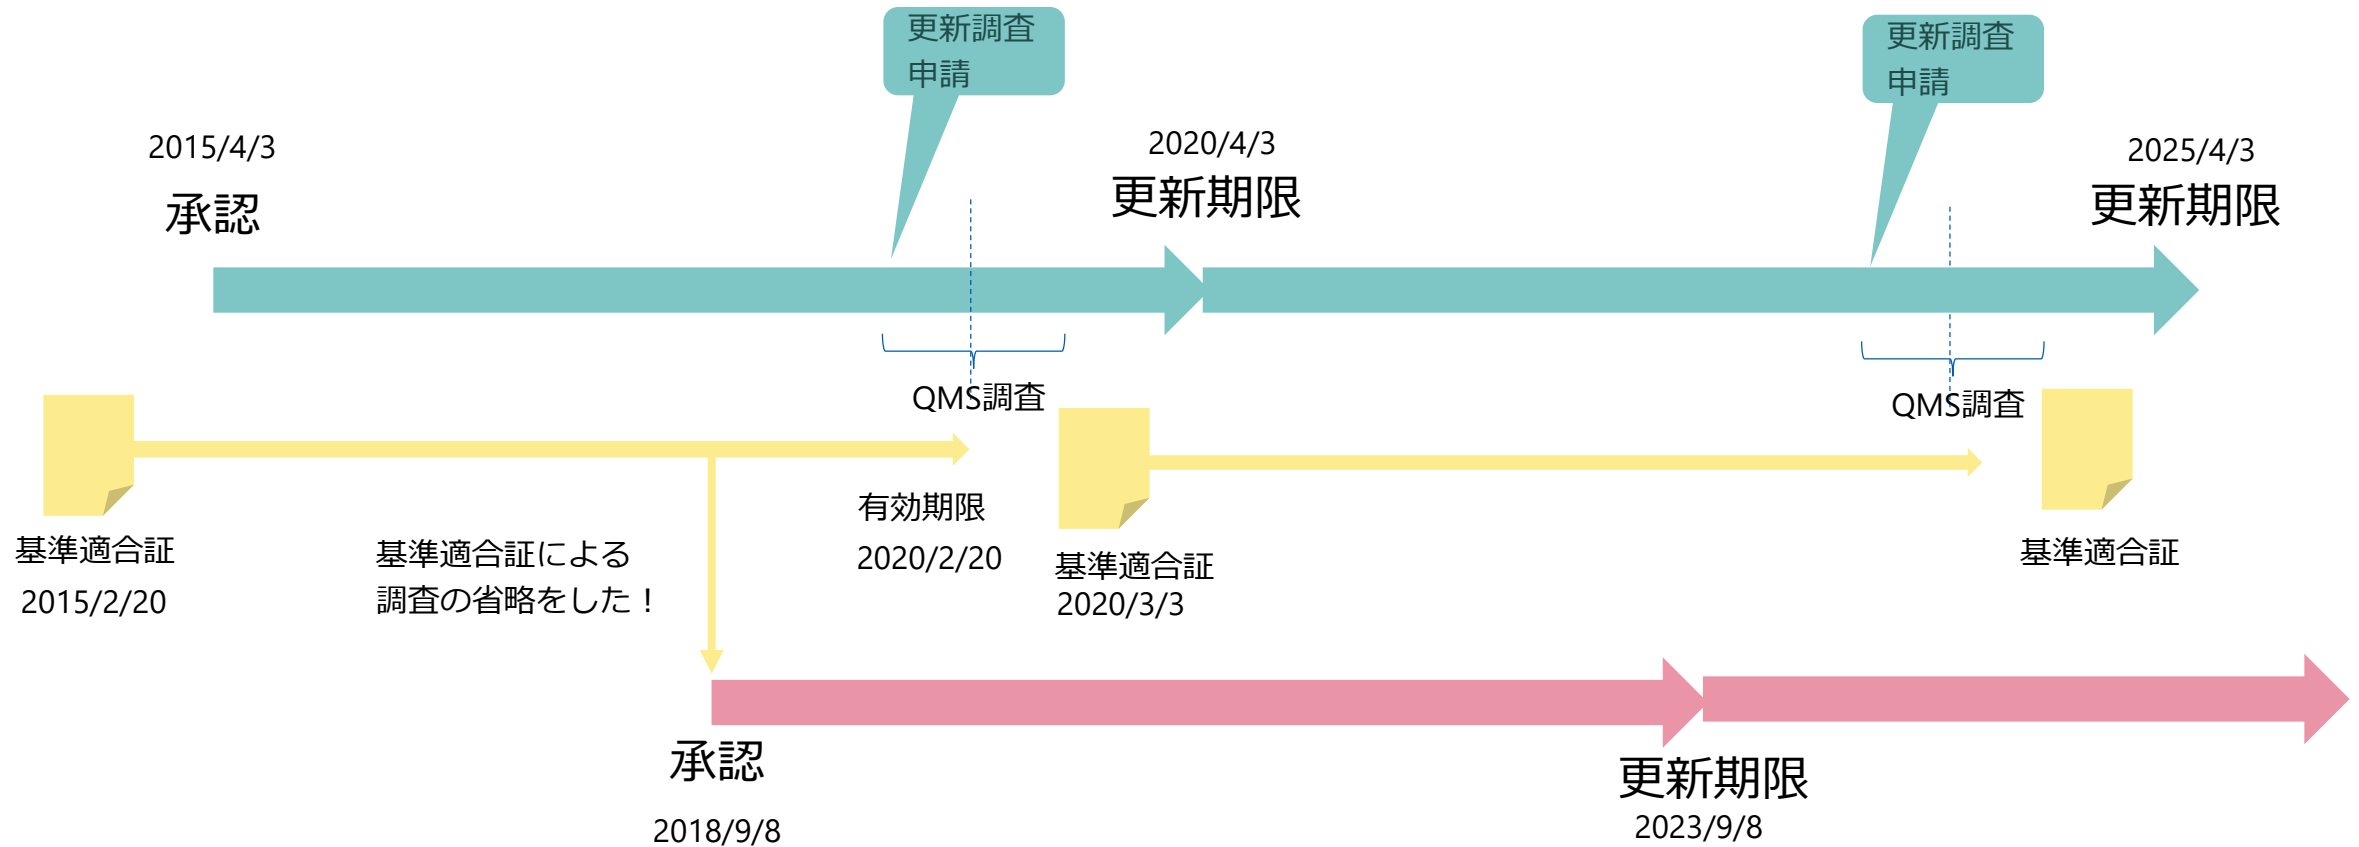 更新調査
申請
更新調査
申請
2015/4/3
承認
2020/4/3
更新期限
2025/4/3
更新期限
QMS調査
QMS調査
基準適合証
2015/2/20
基準適合証による
調査の省略をした！
有効期限
2020/2/20
基準適合証
2020/3/3
基準適合証
承認
2018/9/8
更新期限
2023/9/8